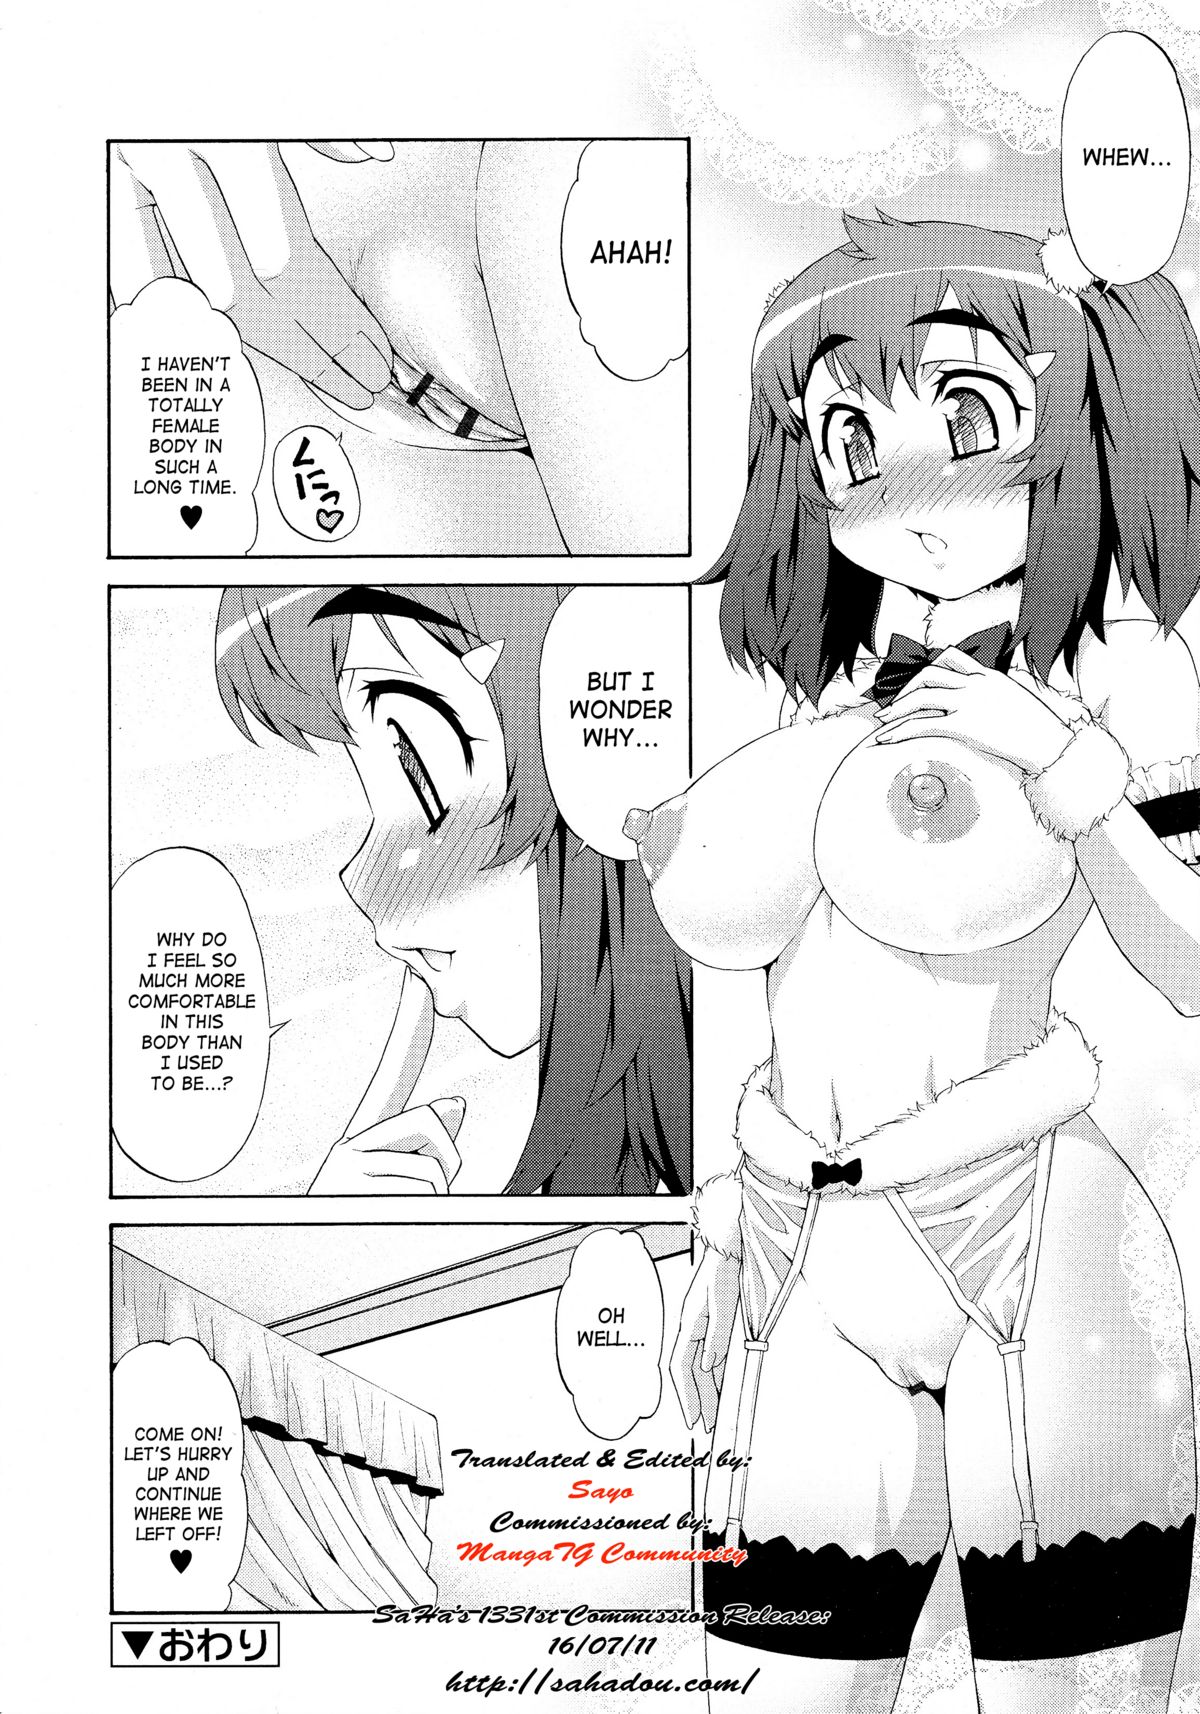 WHEW...
AHAH!
I HAVEN'T
BEEN IN A
TOTALLY
FEMALE
BODY IN
SUCH A
LONG TIME.
♥
くにっ♡
BUT I
WONDER
WHY...
WHY DO
I FEEL SO
MUCH MORE
COMFORTABLE
IN THIS
BODY THAN
I USED
TO BE...?
OH
WELL...
COME ON!
LET'S HURRY
UP AND
CONTINUE
WHERE WE
LEFT OFF!
♥
Translated & Edited by:
Sayo
Commissioned by:
MangaTG Community
SaHa's 1331st Commission Release:
16/07/11
http://sahadou.com/
▼おわり